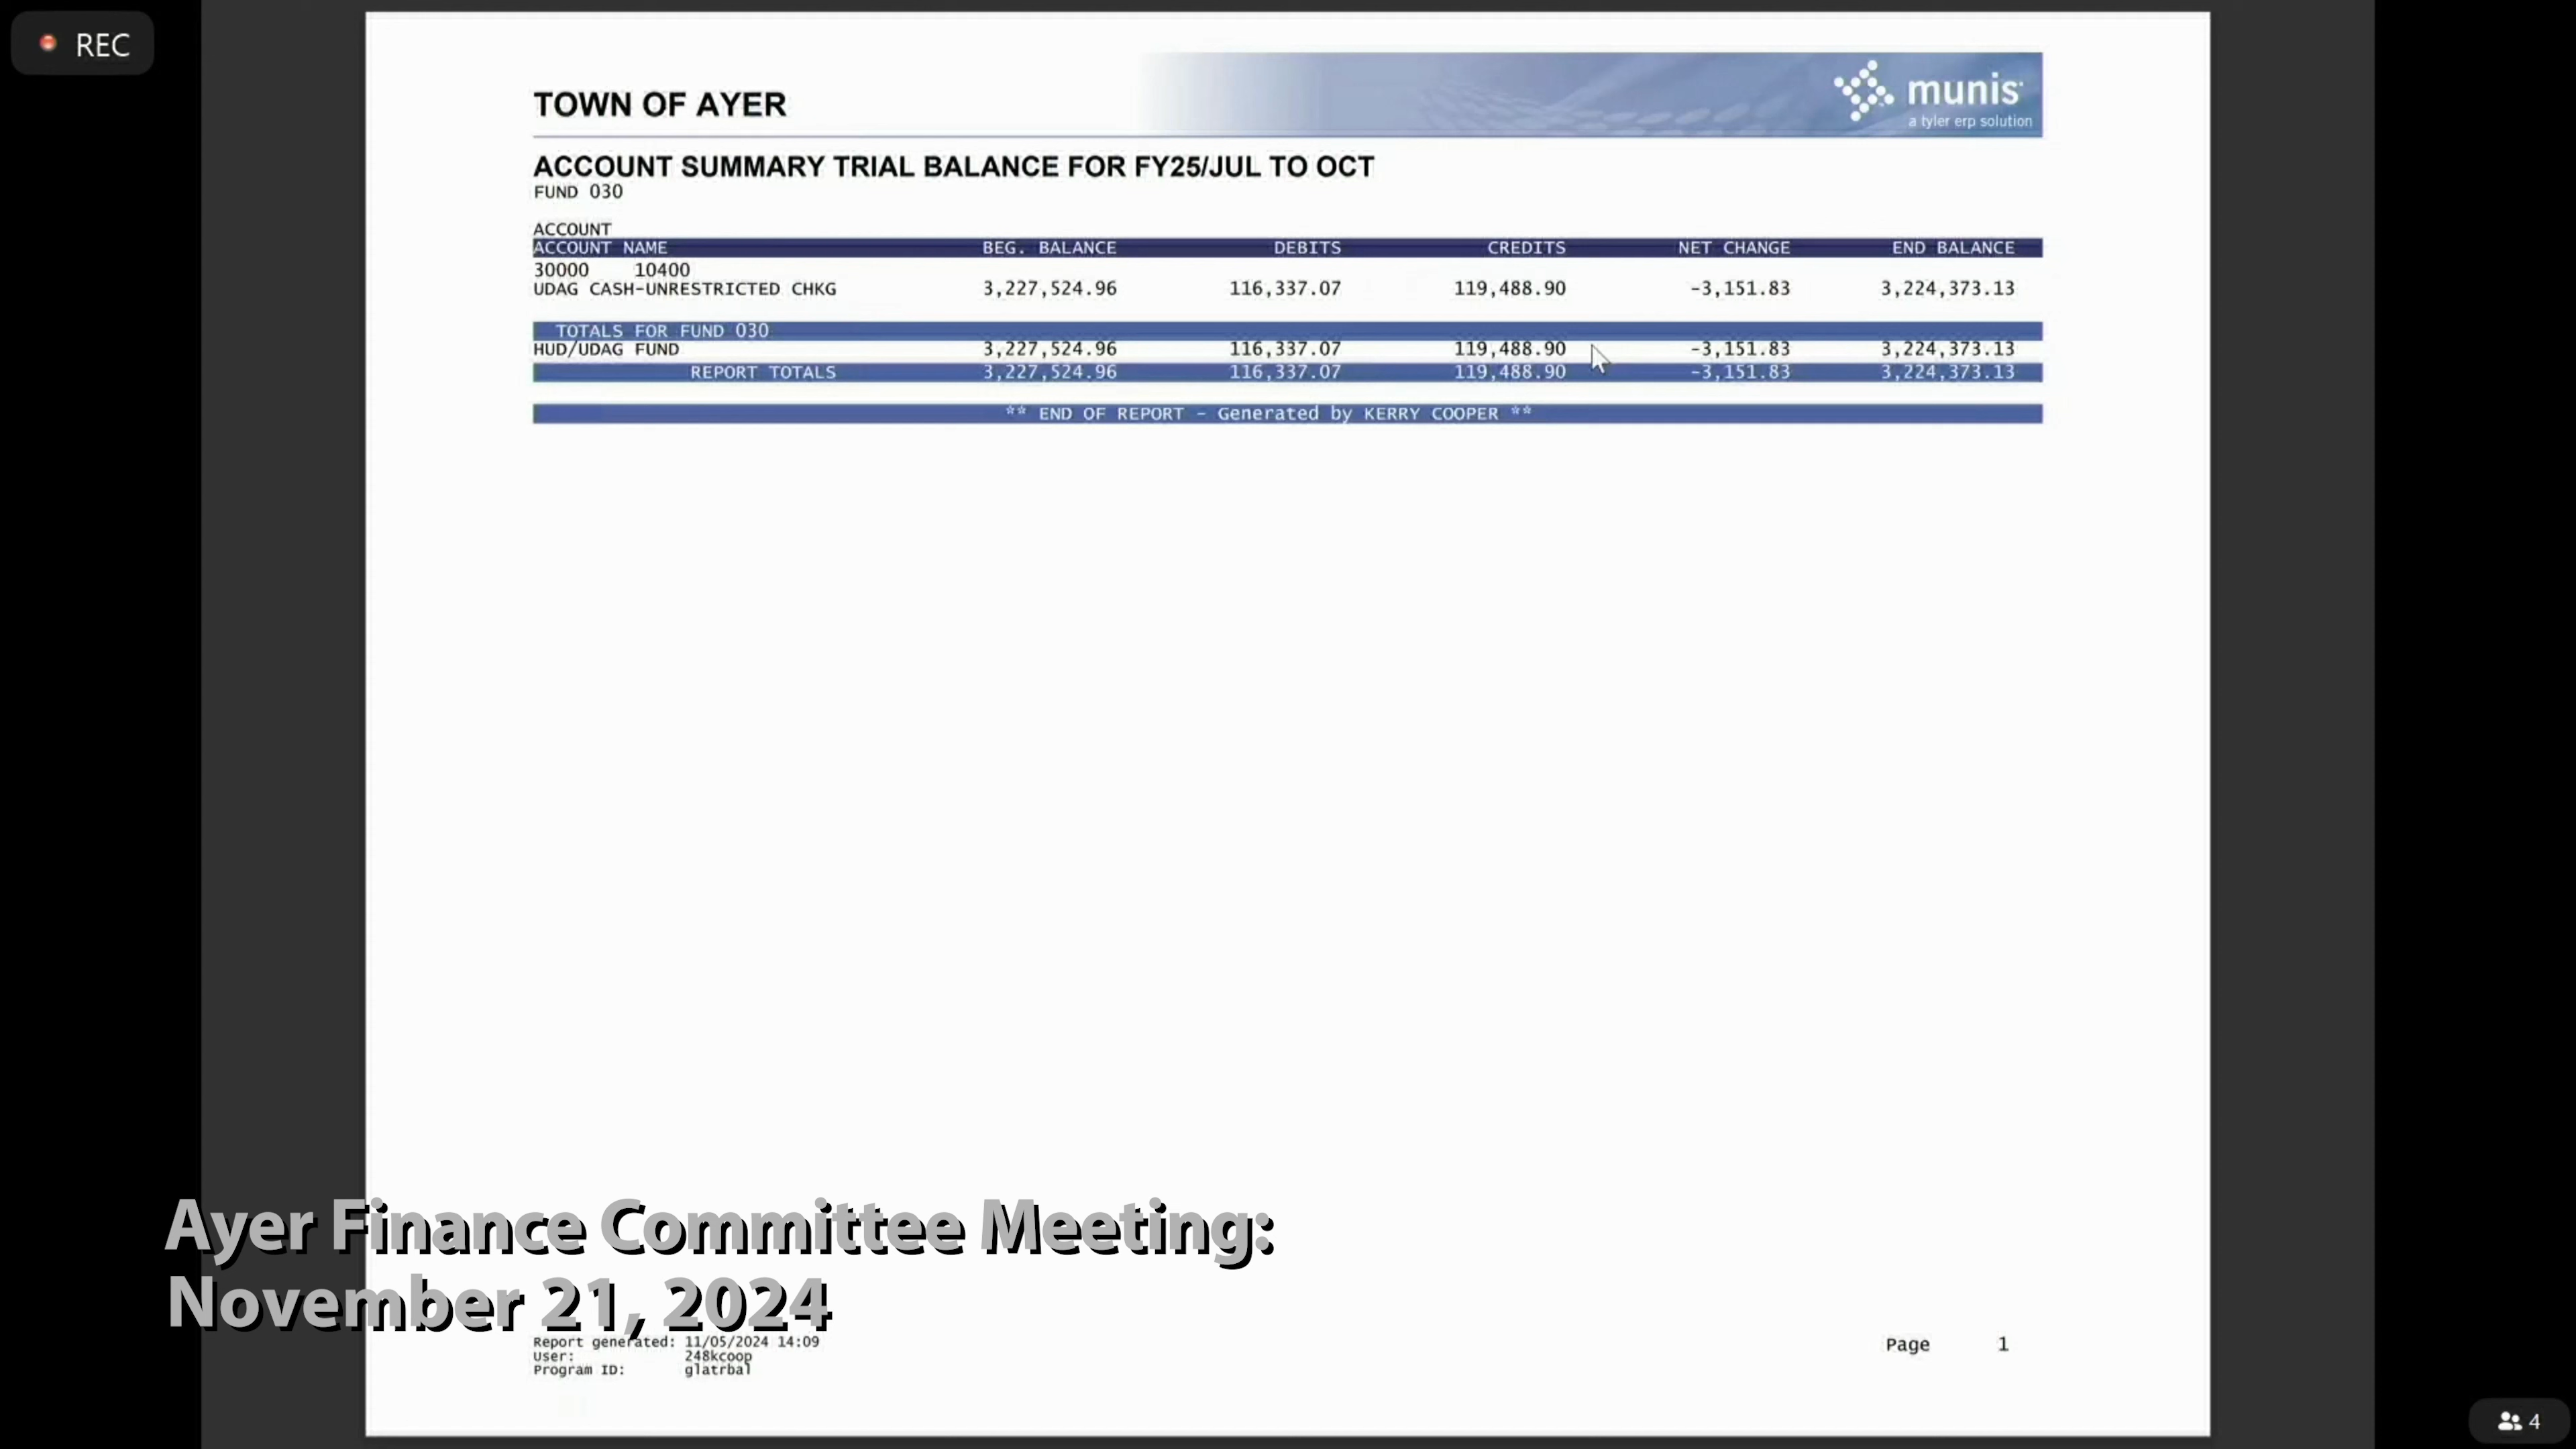 REC
TOWN OF AYER
munis
a tyler erp solution
ACCOUNT SUMMARY TRIAL BALANCE FOR FY25/JUL TO OCT
FUND 030
ACCOUNT
ACCOUNT NAME BEG. BALANCE DEBITS CREDITS NET CHANGE END BALANCE
30000 10400
UDAG CASH-UNRESTRICTED CHKG 3,227,524.96 116,337.07 119,488.90 -3,151.83 3,224,373.13
TOTALS FOR FUND 030
HUD/UDAG FUND 3,227,524.96 116,337.07 119,488.90 -3,151.83 3,224,373.13
REPORT TOTALS 3,227,524.96 116,337.07 119,488.90 -3,151.83 3,224,373.13
** END OF REPORT - Generated by KERRY COOPER **
Ayer Finance Committee Meeting:
November 21, 2024
Report generated: 11/05/2024 14:09
User: 248kcoop
Program ID: glatrbal
Page 1
4